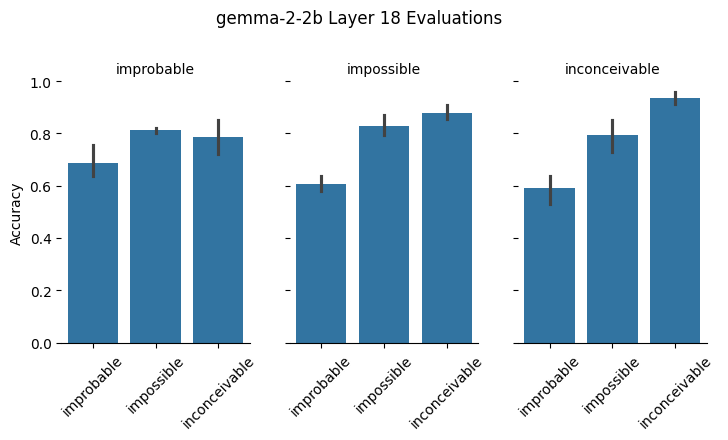 gemma-2-2b Layer 18 Evaluations
improbable
impossible
inconceivable
Accuracy
1.0
0.8
0.6
0.4
0.2
0.0
improbable
impossible
inconceivable
improbable
impossible
inconceivable
improbable
impossible
inconceivable